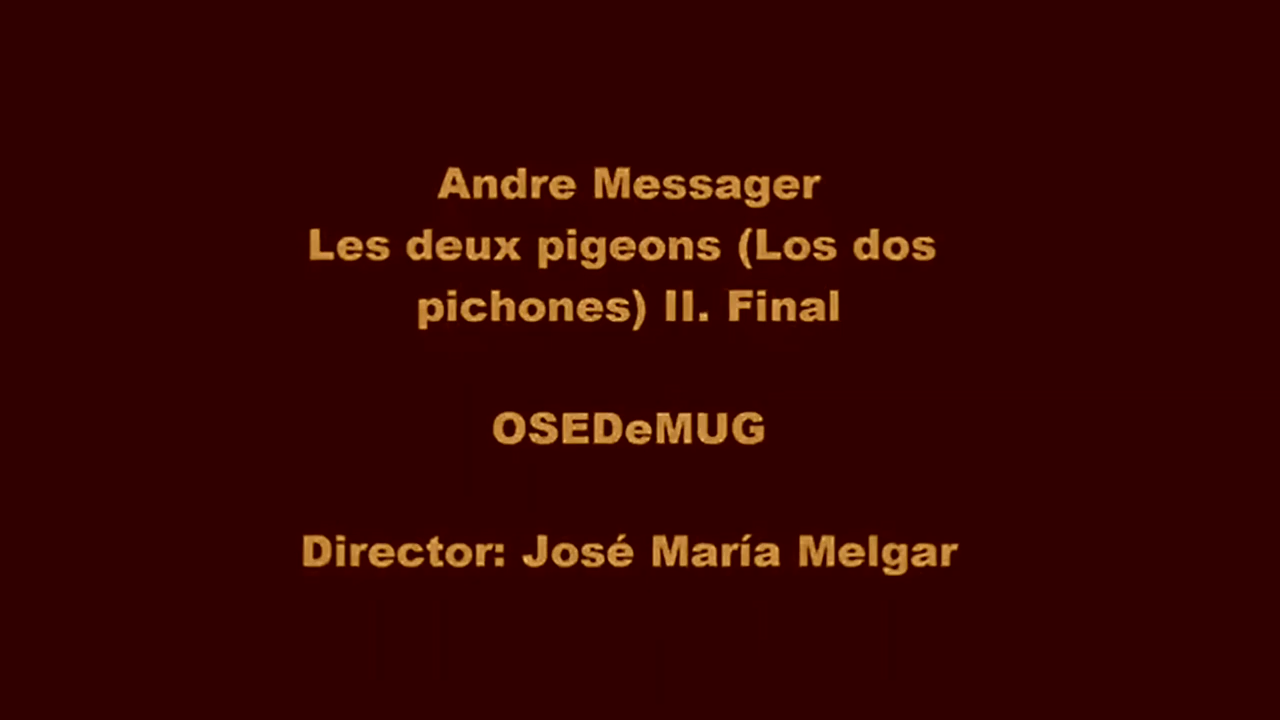 Andre Messager
Les deux pigeons (Los dos
pichones) II. Final
OSEDeMUG
Director: José María Melgar